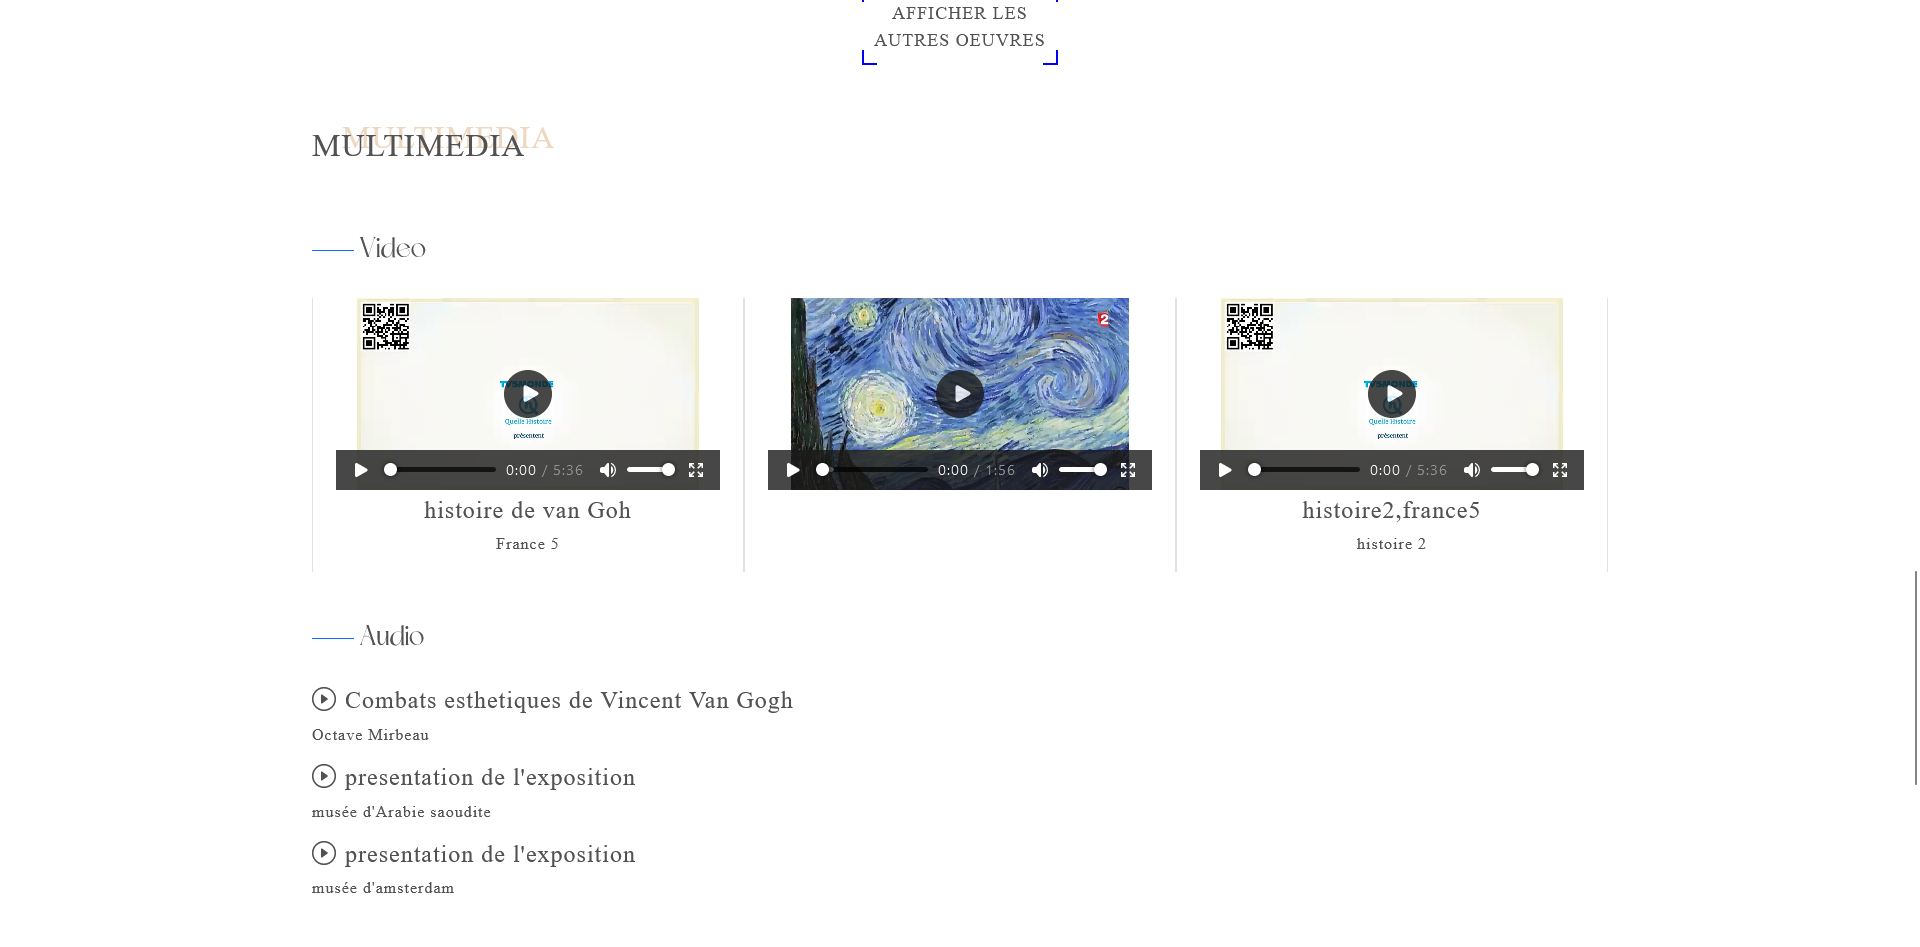 AFFICHER LES
AUTRES OEUVRES
MULTIMEDIA
MULTIMEDIA
Video
TV5MONDE
Quelle Histoire
présentent
0:00 / 5:36
histoire de van Goh
France 5
2
0:00 / 1:56
TV5MONDE
Quelle Histoire
présentent
0:00 / 5:36
histoire2,france5
histoire 2
Audio
Combats esthetiques de Vincent Van Gogh
Octave Mirbeau
presentation de l'exposition
musée d'Arabie saoudite
presentation de l'exposition
musée d'amsterdam